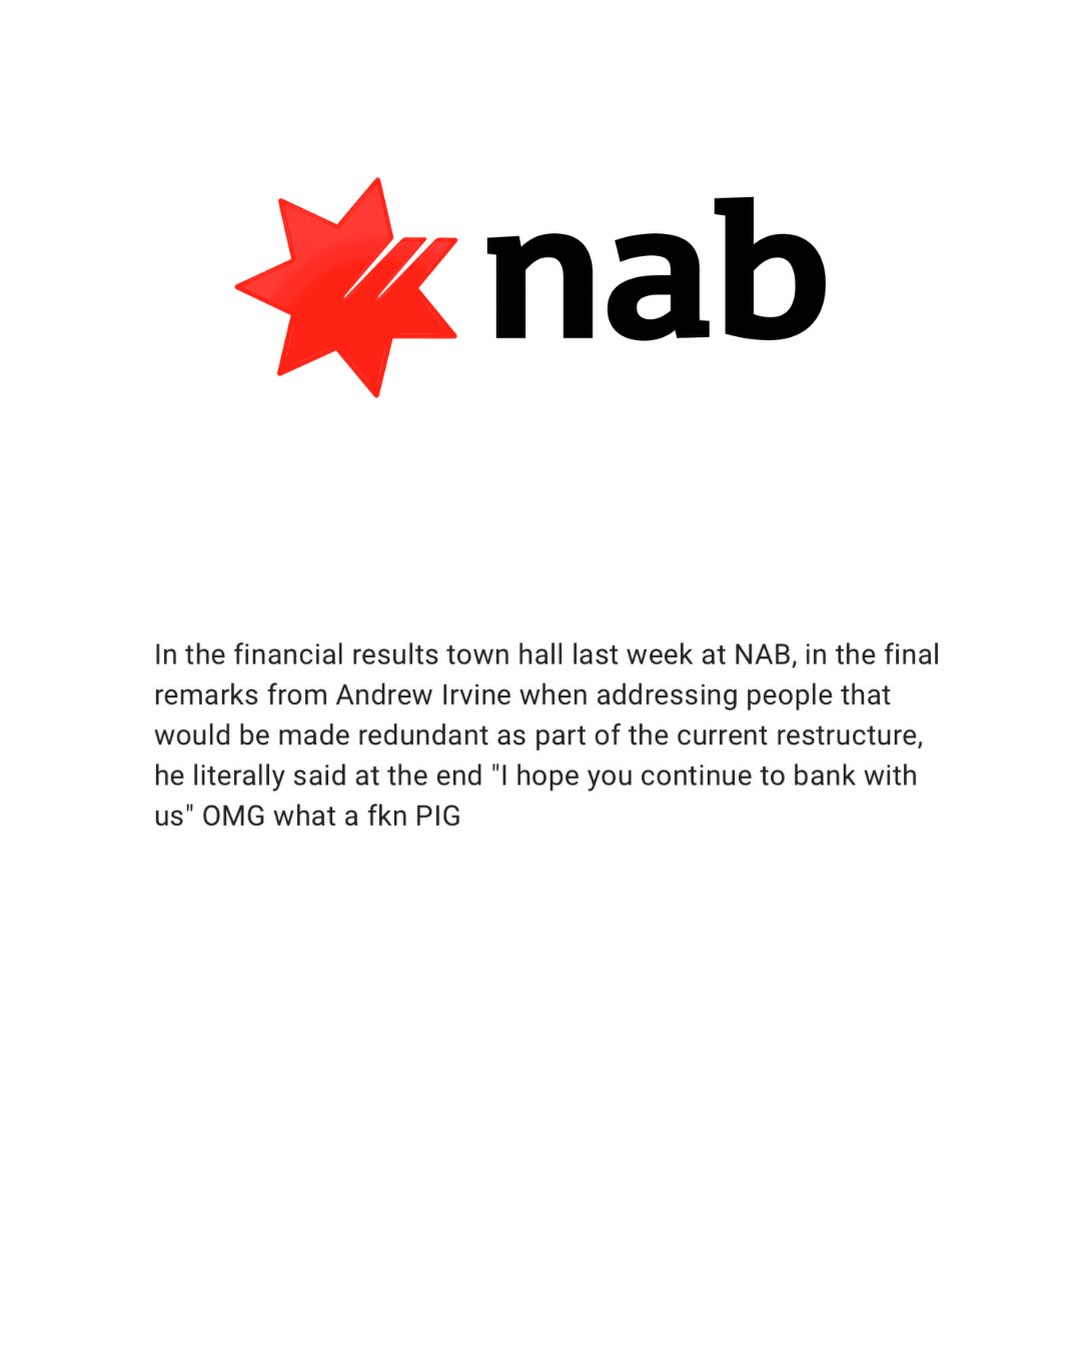 nab
In the financial results town hall last week at NAB, in the final
remarks from Andrew Irvine when addressing people that
would be made redundant as part of the current restructure,
he literally said at the end "I hope you continue to bank with
us" OMG what a fkn PIG